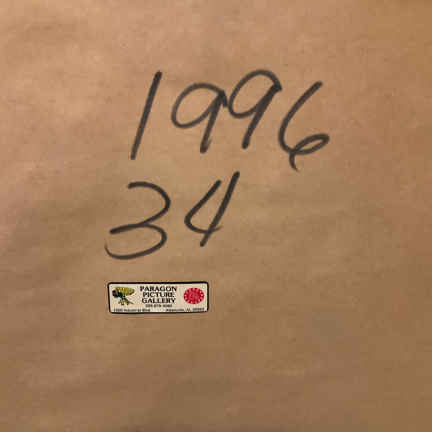 1996
34
PARAGON
PICTURE
GALLERY